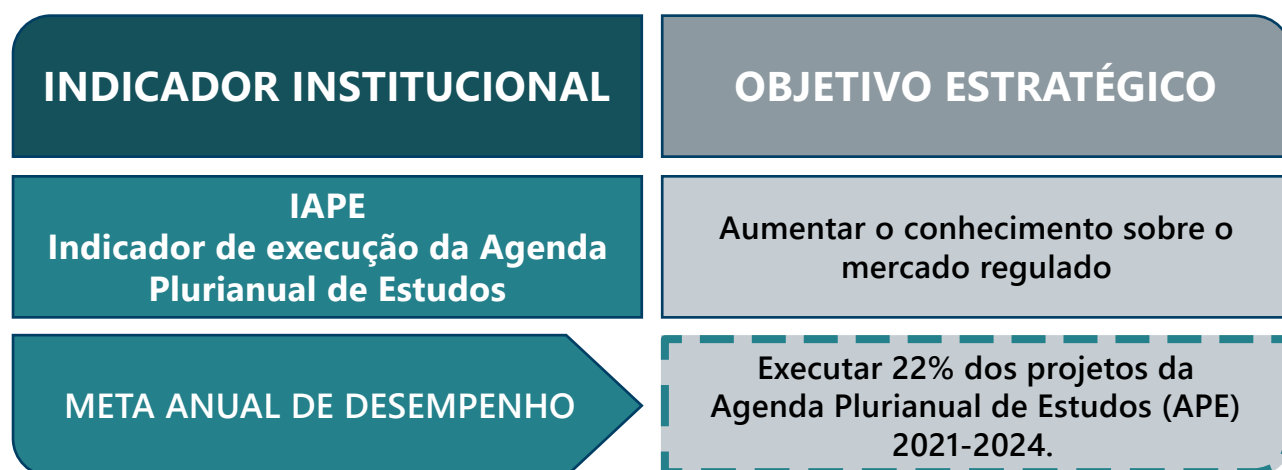 INDICADOR INSTITUCIONAL
OBJETIVO ESTRATÉGICO
IAPE
Indicador de execução da Agenda
Plurianual de Estudos
Aumentar o conhecimento sobre o
mercado regulado
META ANUAL DE DESEMPENHO
Executar 22% dos projetos da
Agenda Plurianual de Estudos (APE)
2021-2024.